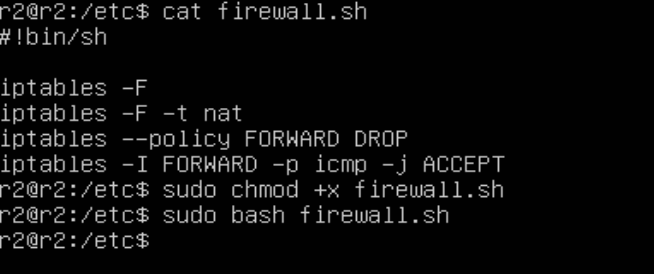 r2@r2:/etc$ cat firewall.sh
#!bin/sh
iptables -F
iptables -F -t nat
iptables --policy FORWARD DROP
iptables -I FORWARD -p icmp -j ACCEPT
r2@r2:/etc$ sudo chmod +x firewall.sh
r2@r2:/etc$ sudo bash firewall.sh
r2@r2:/etc$